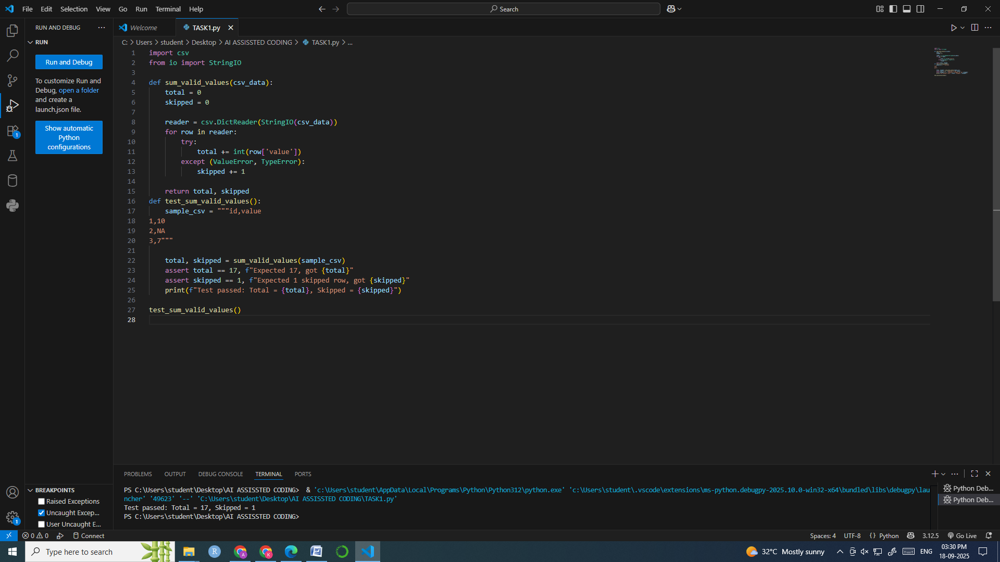 File Edit Selection View Go Run Terminal Help
Search
RUN AND DEBUG
RUN
Run and Debug
To customize Run and
Debug, open a folder
and create a
launch.json file.
Show automatic
Python
configurations
Welcome
TASK1.py
C: > Users > student > Desktop > AI ASSISSTED CODING > TASK1.py > ...
1 import csv
2 from io import StringIO
3
4 def sum_valid_values(csv_data):
5     total = 0
6     skipped = 0
7
8     reader = csv.DictReader(StringIO(csv_data))
9     for row in reader:
10         try:
11             total += int(row['value'])
12         except (ValueError, TypeError):
13             skipped += 1
14
15     return total, skipped
16 def test_sum_valid_values():
17     sample_csv = """id,value
18 1,10
19 2,NA
20 3,7"""
21
22     total, skipped = sum_valid_values(sample_csv)
23     assert total == 17, f"Expected 17, got {total}"
24     assert skipped == 1, f"Expected 1 skipped row, got {skipped}"
25     print(f"Test passed: Total = {total}, Skipped = {skipped}")
26
27 test_sum_valid_values()
28
PROBLEMS OUTPUT DEBUG CONSOLE TERMINAL PORTS
PS C:\Users\student\Desktop\AI ASSISSTED CODING>  & 'c:\Users\student\AppData\Local\Programs\Python\Python312\python.exe' 'c:\Users\student\.vscode\extensions\ms-python.debugpy-2025.10.0-win32-x64\bundled\libs\debugpy\lau
ncher' '49623' '--' 'C:\Users\student\Desktop\AI ASSISSTED CODING\TASK1.py'
Test passed: Total = 17, Skipped = 1
PS C:\Users\student\Desktop\AI ASSISSTED CODING>
Python Deb...
Python Deb...
BREAKPOINTS
Raised Exceptions
Uncaught Excep...
User Uncaught E...
1
1
0 0 Connect
Spaces: 4 UTF-8 {} Python 3.12.5 Go Live
Type here to search
R
A
K
32°C Mostly sunny
ENG
03:30 PM
18-09-2025